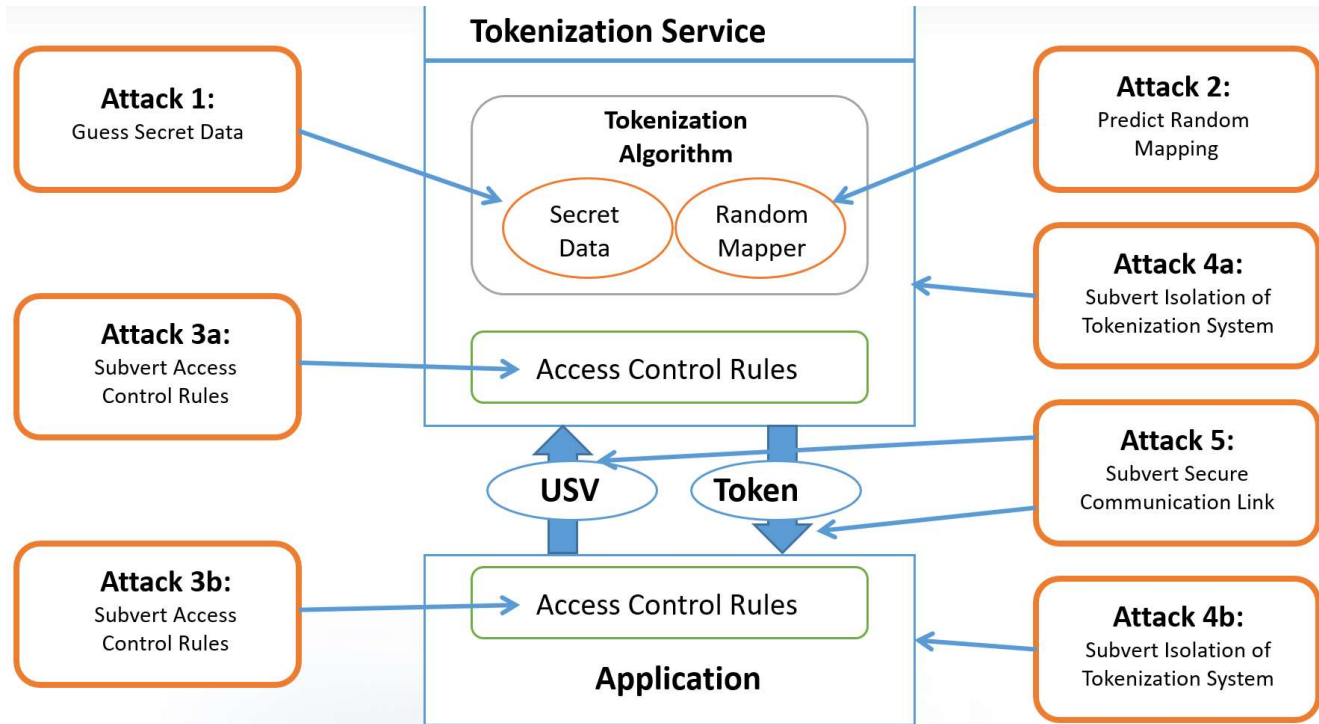 Tokenization Service
Attack 1:
Guess Secret Data
Tokenization
Algorithm
Secret
Data
Random
Mapper
Attack 2:
Predict Random
Mapping
Attack 4a:
Subvert Isolation of
Tokenization System
Attack 3a:
Subvert Access
Control Rules
Access Control Rules
USV
Token
Attack 5:
Subvert Secure
Communication Link
Attack 3b:
Subvert Access
Control Rules
Access Control Rules
Application
Attack 4b:
Subvert Isolation of
Tokenization System